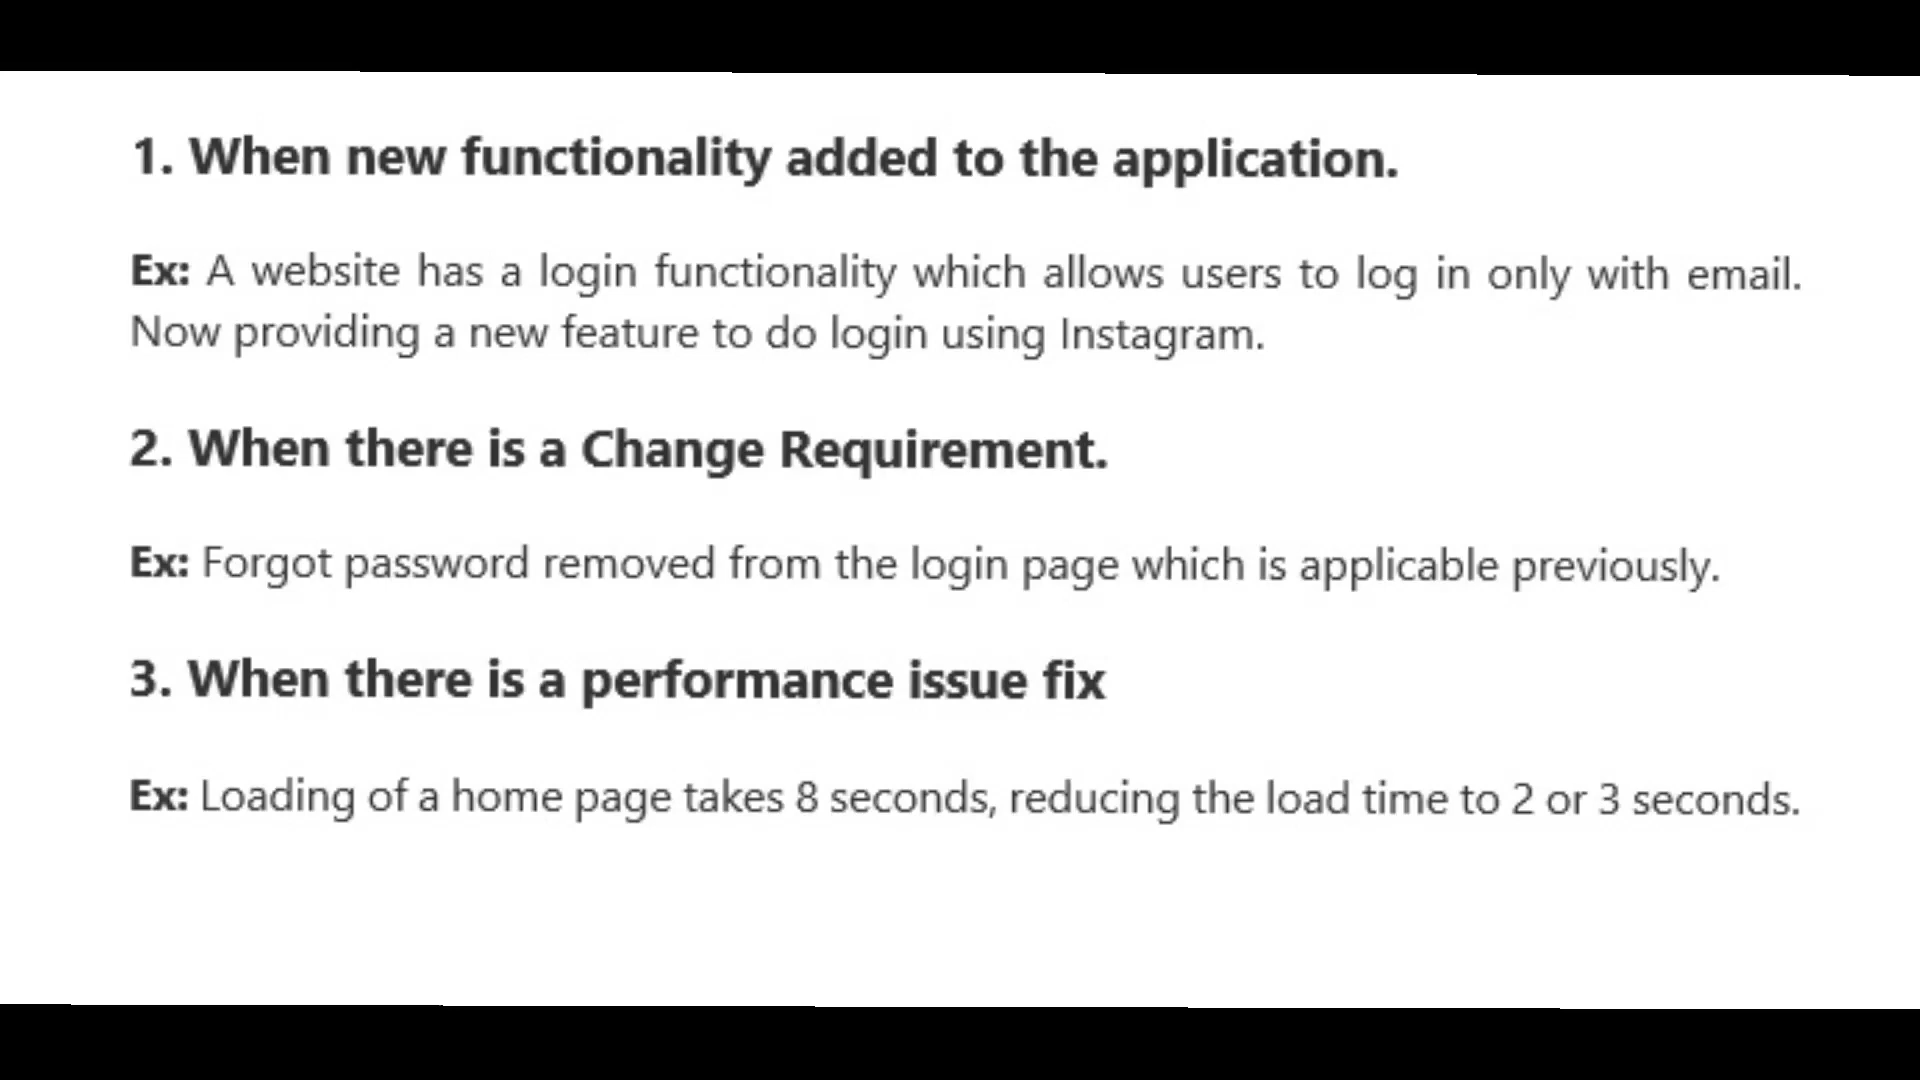 1. When new functionality added to the application.
Ex: A website has a login functionality which allows users to log in only with email.
Now providing a new feature to do login using Instagram.
2. When there is a Change Requirement.
Ex: Forgot password removed from the login page which is applicable previously.
3. When there is a performance issue fix
Ex: Loading of a home page takes 8 seconds, reducing the load time to 2 or 3 seconds.